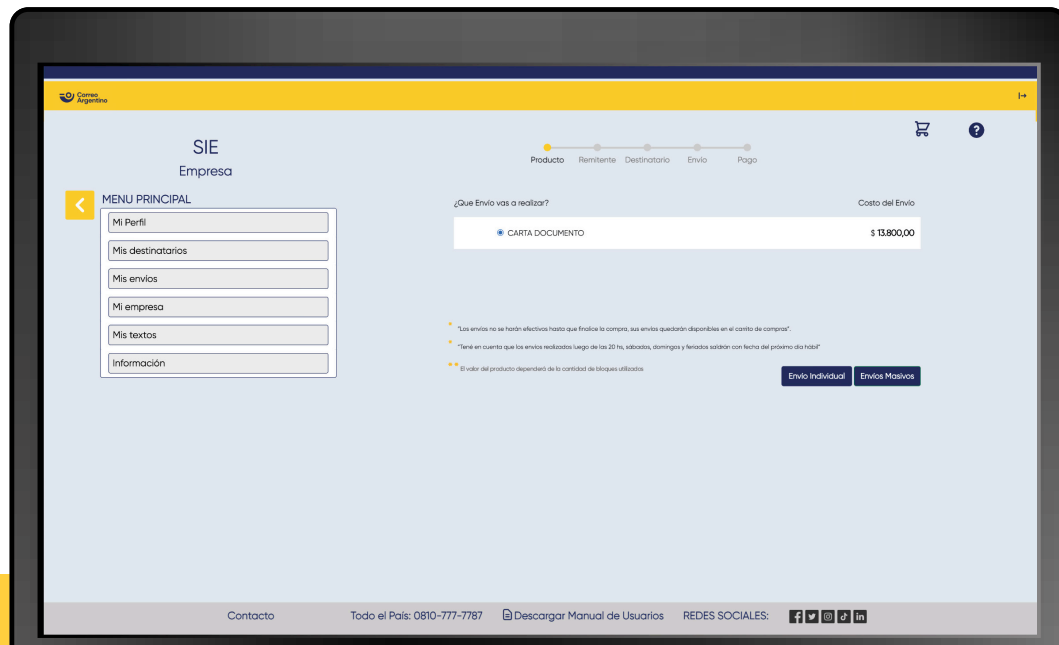 Correo
Argentino
SIE
Empresa
Producto Remitente Destinatario Envío Pago
MENU PRINCIPAL
Mi Perfil
Mis destinatarios
Mis envíos
Mi empresa
Mis textos
Información
¿Que Envío vas a realizar? Costo del Envío
CARTA DOCUMENTO $ 13.800,00
* "Los envíos no se harán efectivos hasta que finalice la compra, sus envíos quedarán disponibles en el carrito de compras".
* "Tené en cuenta que los envíos realizados luego de las 20 hs, sábados, domingos y feriados saldrán con fecha del próximo día hábil"
** El valor del producto dependerá de la cantidad de bloques utilizados
Envío Individual Envíos Masivos
Contacto Todo el País: 0810-777-7787 Descargar Manual de Usuarios REDES SOCIALES: